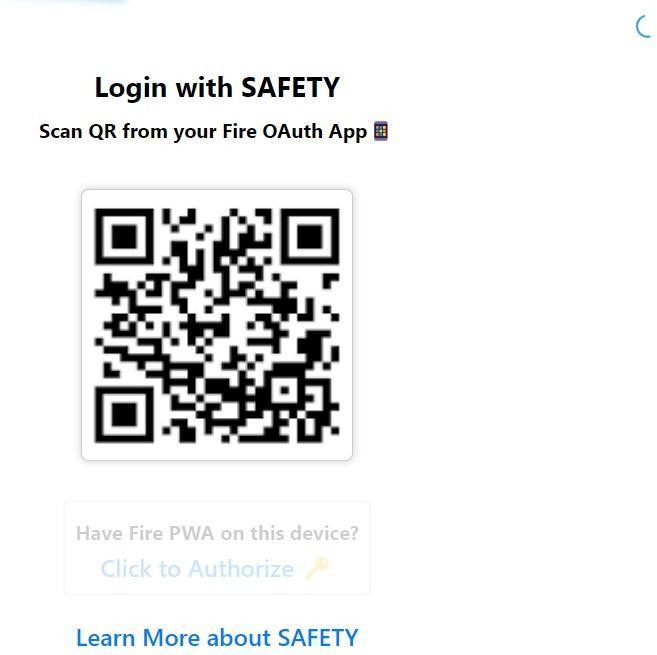 Login with SAFETY
Scan QR from your Fire OAuth App
Have Fire PWA on this device?
Click to Authorize 🔑
Learn More about SAFETY